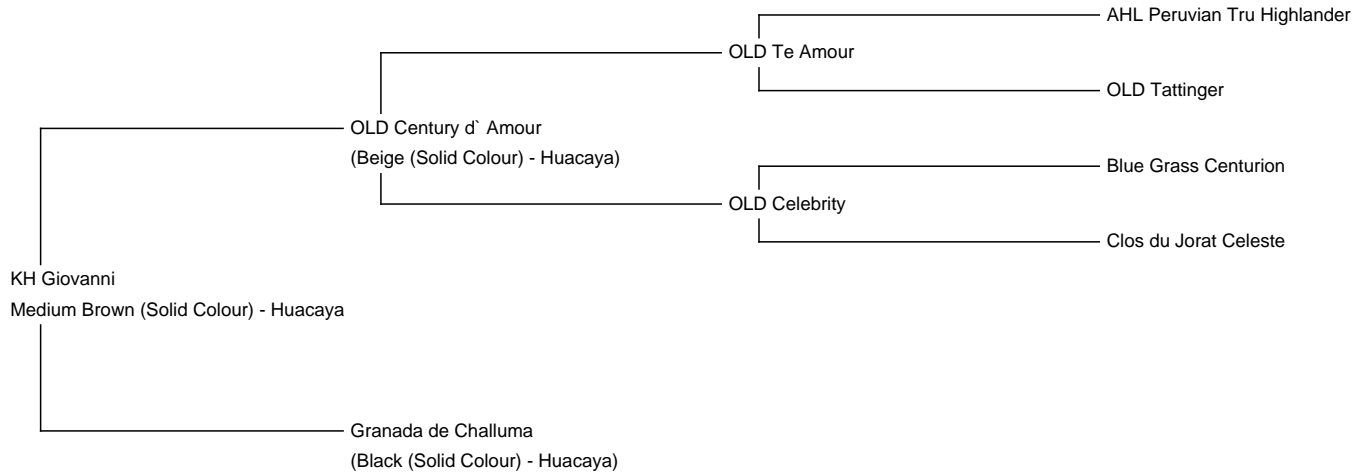 AHL Peruvian Tru Highlander
OLD Te Amour
OLD Tattinger
OLD Century d` Amour
(Beige (Solid Colour) - Huacaya)
Blue Grass Centurion
OLD Celebrity
Clos du Jorat Celeste
KH Giovanni
Medium Brown (Solid Colour) - Huacaya
Granada de Challuma
(Black (Solid Colour) - Huacaya)